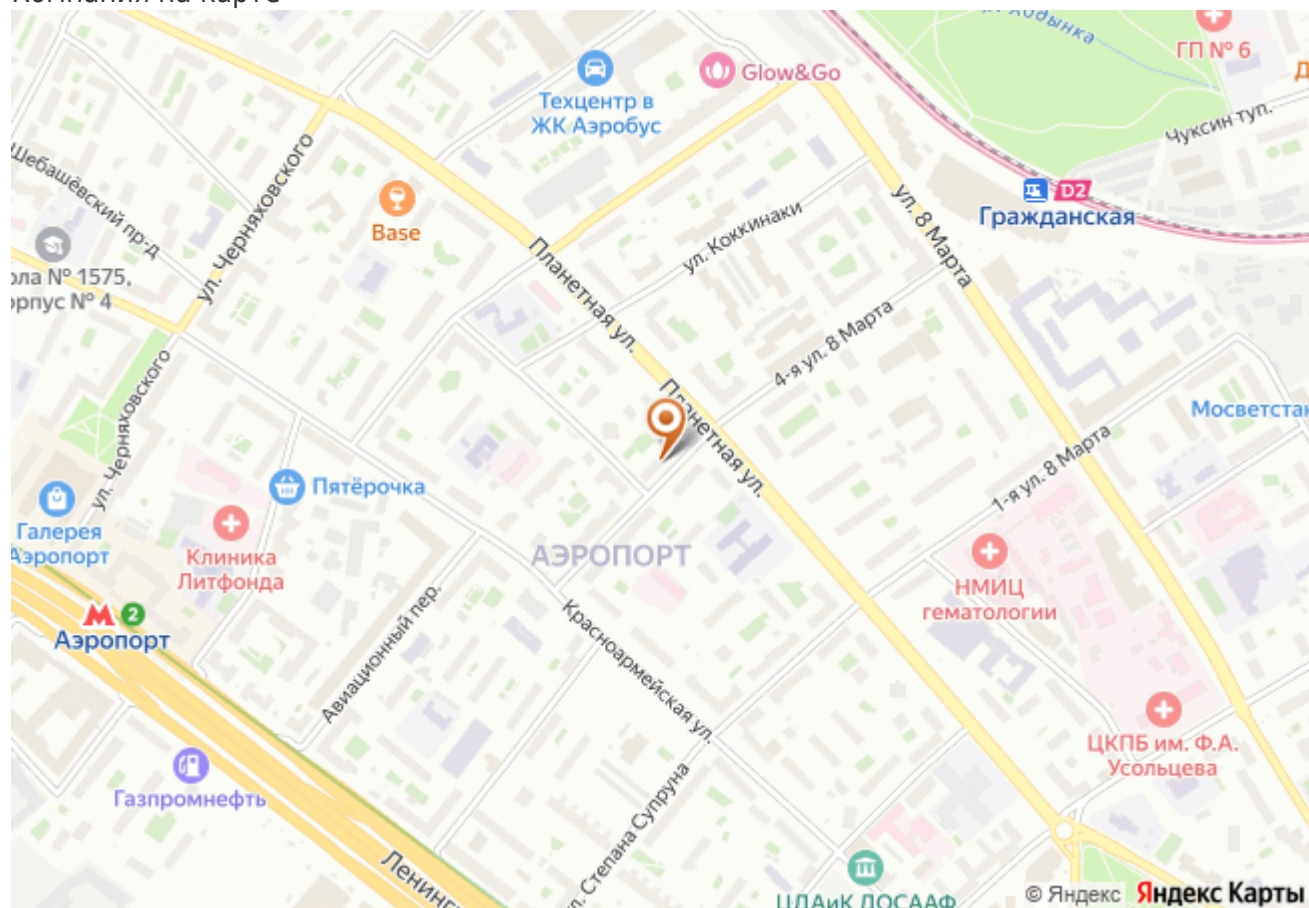 Компания на карте
Ходынка
ГП № 6
Glow&Go
Техцентр в
ЖК Аэробус
Чуксин туп.
Шебашёвский пр-д
ул. Черняховского
Base
D2
Гражданская
ул. 8 Марта
ул. Коккинаки
Планетная ул.
ола № 1575,
орпус № 4
4-я ул. 8 Марта
Планетная ул.
Мосветстан
ул. Черняховского
1-я ул. 8 Марта
Пятёрочка
Галерея
Аэропорт
Клиника
Литфонда
АЭРОПОРТ
НМИЦ
гематологии
2
Аэропорт
Авиационный пер.
Красноармейская ул.
ЦКПБ им. Ф.А.
Усольцева
Газпромнефть
ул. Степана Супруна
Ленингр
ЦДАиК ДОСААФ
© Яндекс Яндекс Карты